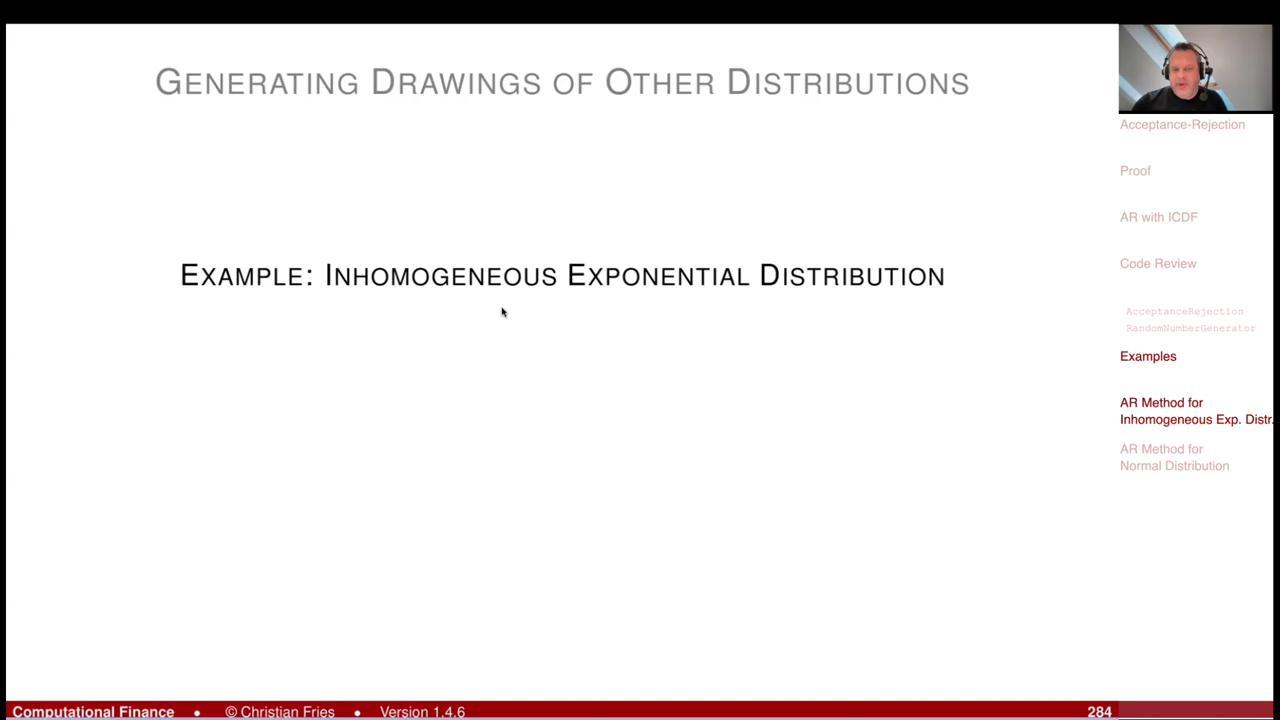 GENERATING DRAWINGS OF OTHER DISTRIBUTIONS
EXAMPLE: INHOMOGENEOUS EXPONENTIAL DISTRIBUTION
Acceptance-Rejection
Proof
AR with ICDF
Code Review
AcceptanceRejection
RandomNumberGenerator
Examples
AR Method for
Inhomogeneous Exp. Distr.
AR Method for
Normal Distribution
Computational Finance • © Christian Fries • Version 1.4.6 284